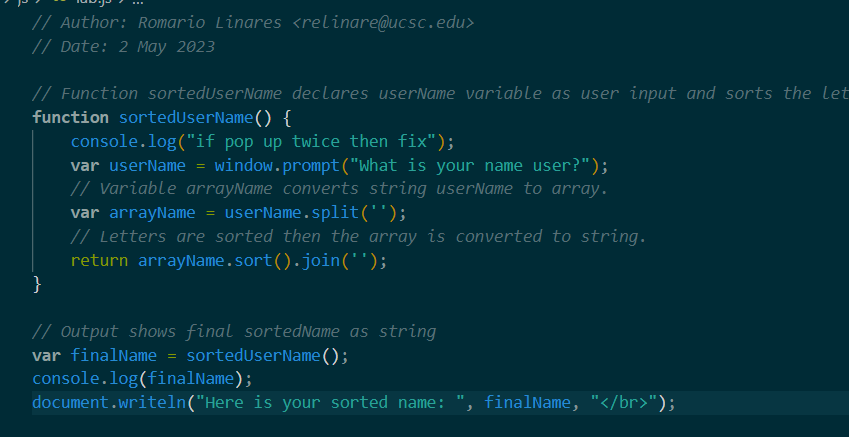 js lab.js ...
// Author: Romario Linares <relinare@ucsc.edu>
// Date: 2 May 2023
// Function sortedUserName declares userName variable as user input and sorts the let
function sortedUserName() {
console.log("if pop up twice then fix");
var userName = window.prompt("What is your name user?");
// Variable arrayName converts string userName to array.
var arrayName = userName.split('');
// Letters are sorted then the array is converted to string.
return arrayName.sort().join('');
}
// Output shows final sortedName as string
var finalName = sortedUserName();
console.log(finalName);
document.writeln("Here is your sorted name: ", finalName, "</br>");